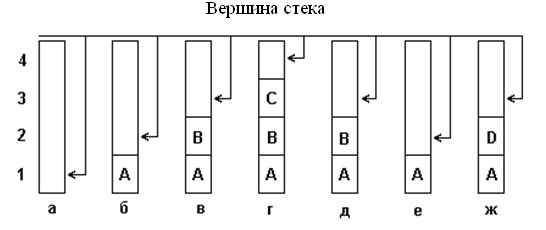 Вершина стека
4
3 C
2 B B B D
1 A A A A A A
а б в г д е ж